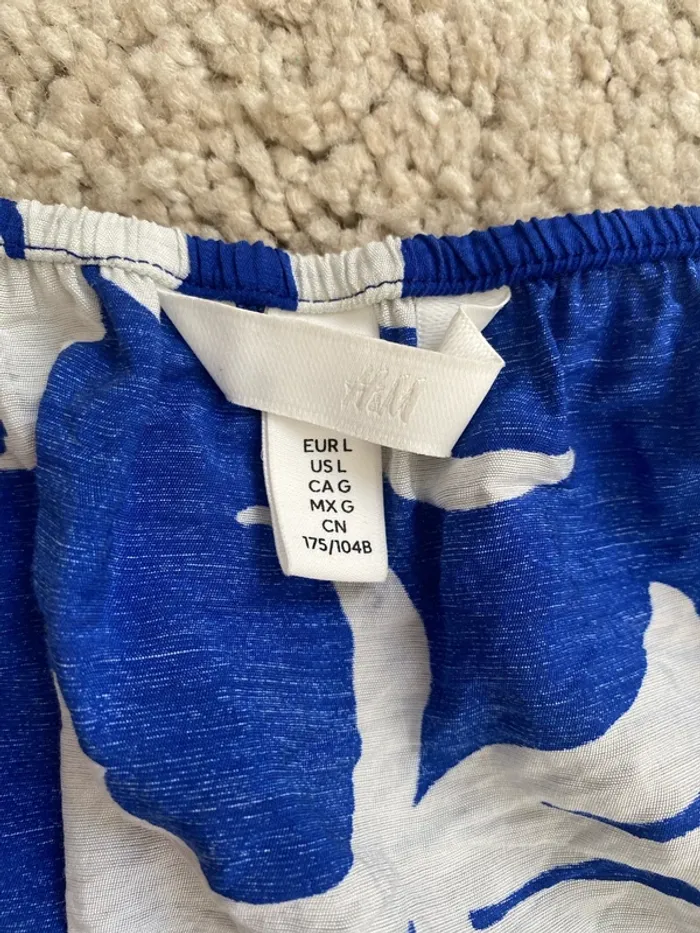 H&M
EUR L
US L
CA G
MX G
CN
175/104B